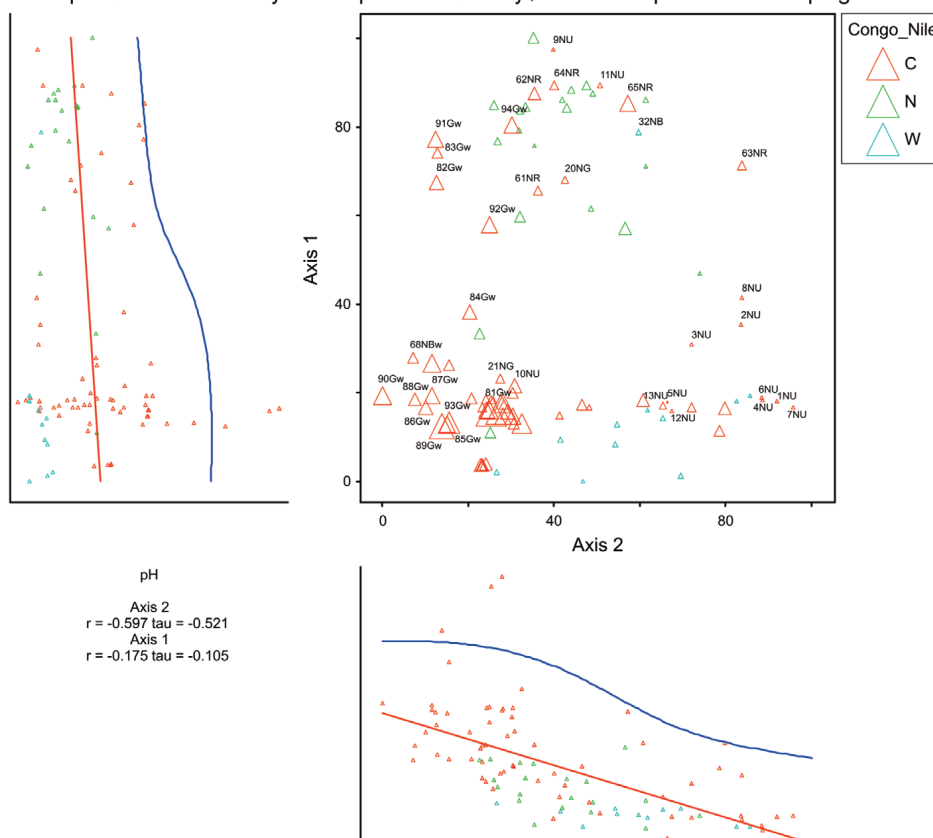 Congo_Nile
C
N
W
9NU
62NR
64NR
11NU
65NR
94Gw
32NB
91Gw
83Gw
82Gw
63NR
61NR
20NG
92Gw
84Gw
8NU
2NU
3NU
68NBw
21NG
10NU
90Gw
88Gw
87Gw
81Gw
86Gw
93Gw
85Gw
89Gw
13NU
5NU
12NU
6NU
1NU
4NU
7NU
80
40
0
Axis 1
0
40
80
Axis 2
pH
Axis 2
r = -0.597 tau = -0.521
Axis 1
r = -0.175 tau = -0.105